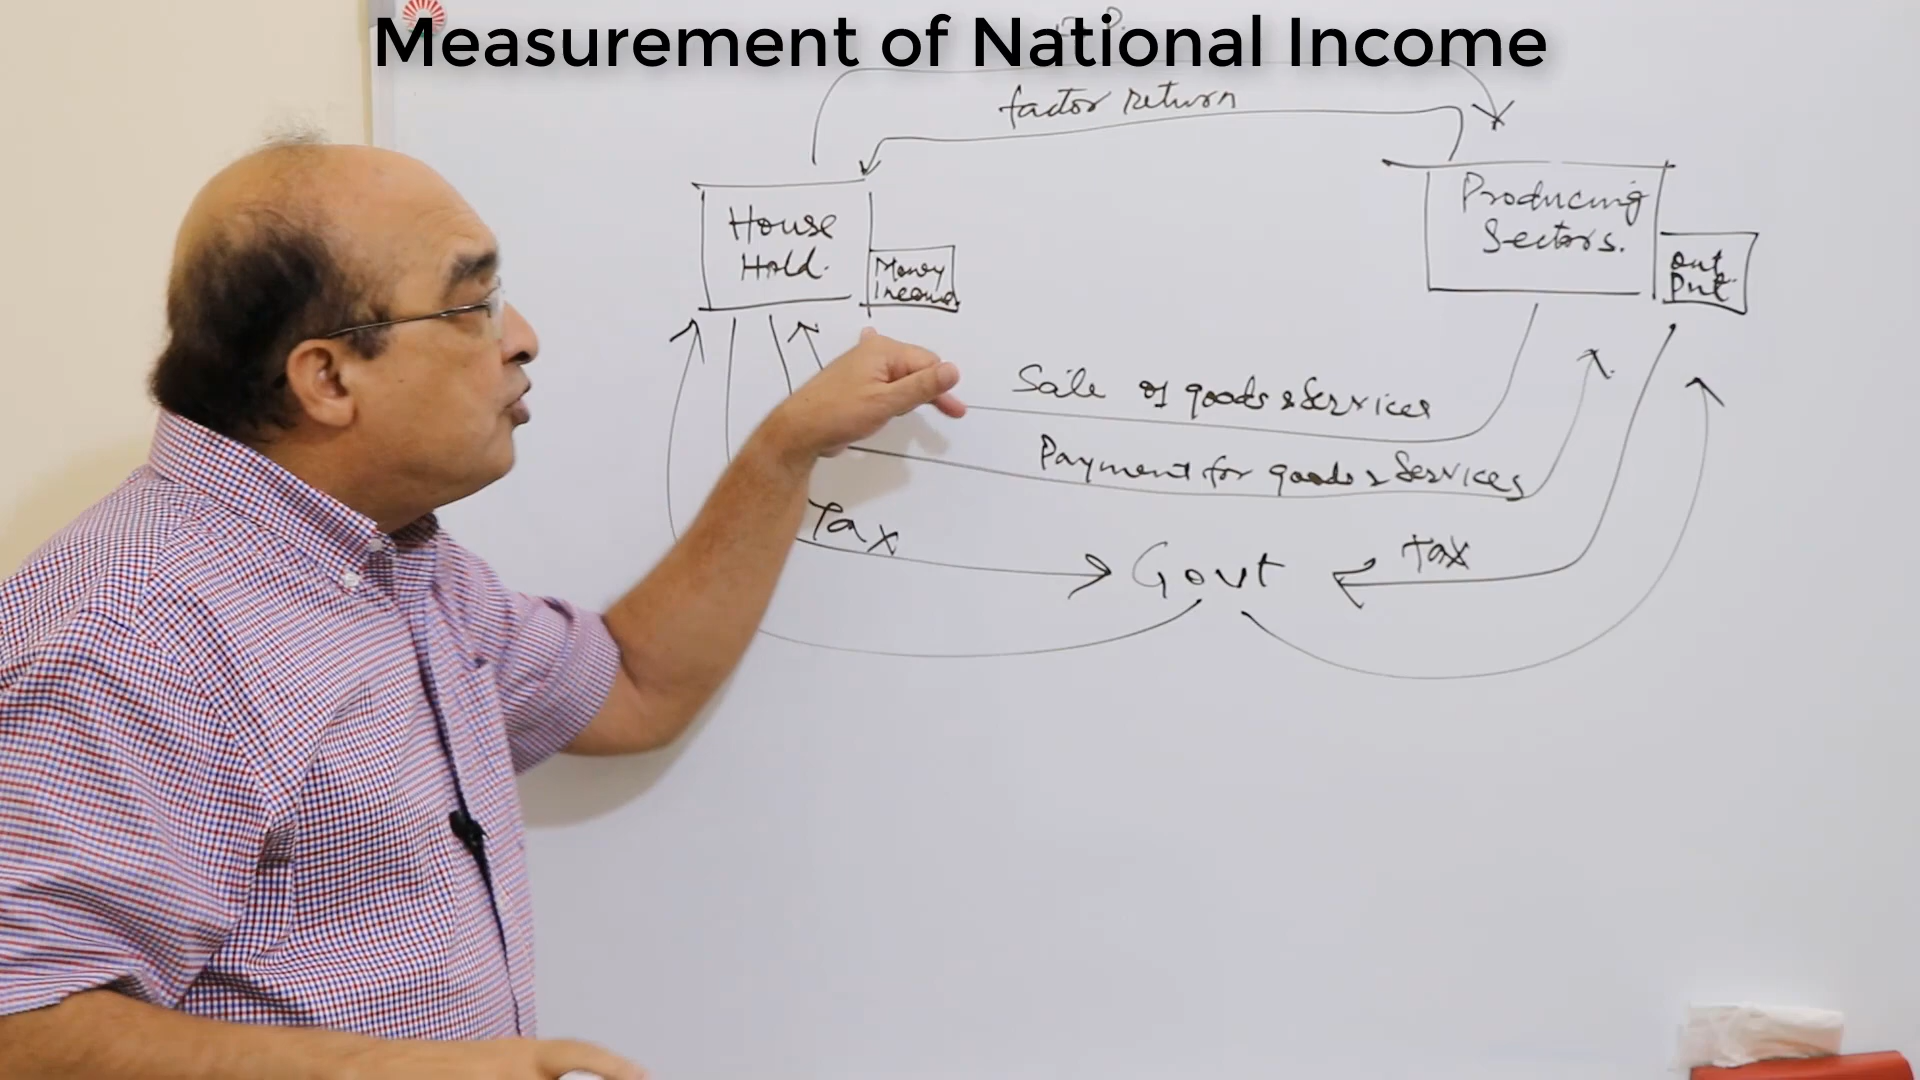 Measurement of National Income
factor return
House
Hold.
Money
Income
Producing
Sectors.
out
Put
Sale of goods & Services
Payment for goods & Services
Tax
Govt
Tax